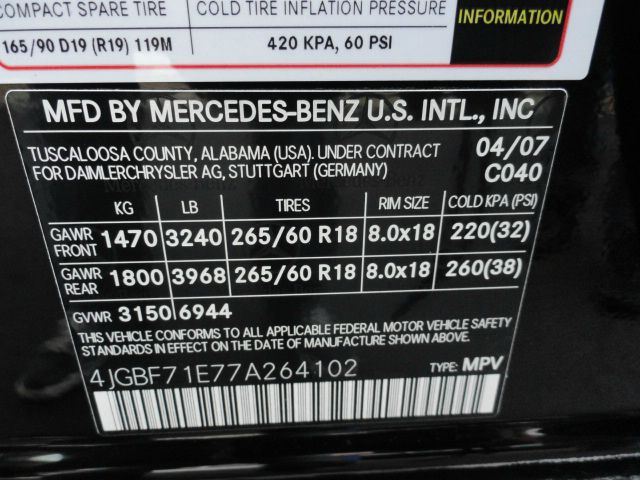 COMPACT SPARE TIRE COLD TIRE INFLATION PRESSURE
165/90 D19 (R19) 119M 420 KPA, 60 PSI INFORMATION
MFD BY MERCEDES-BENZ U.S. INTL., INC
TUSCALOOSA COUNTY, ALABAMA (USA). UNDER CONTRACT 04/07
FOR DAIMLERCHRYSLER AG, STUTTGART (GERMANY) C040
KG LB TIRES RIM SIZE COLD KPA (PSI)
GAWR FRONT 1470 3240 265/60 R18 8.0x18 220(32)
GAWR REAR 1800 3968 265/60 R18 8.0x18 260(38)
GVWR 3150 6944
THIS VEHICLE CONFORMS TO ALL APPLICABLE FEDERAL MOTOR VEHICLE SAFETY
STANDARDS IN EFFECT ON THE DATE OF MANUFACTURE SHOWN ABOVE.
4JGBF71E77A264102 TYPE: MPV